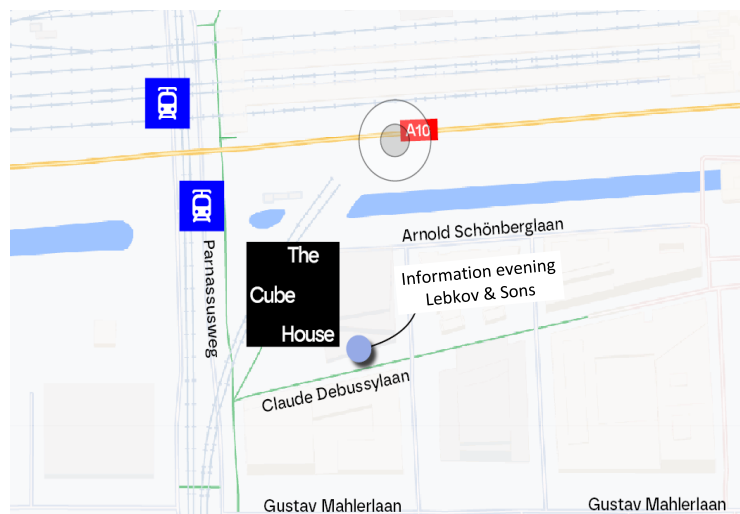 A10
Arnold Schönberglaan
Parnassusweg
The
Cube
House
Information evening
Lebkov & Sons
Claude Debussylaan
Gustav Mahlerlaan
Gustav Mahlerlaan